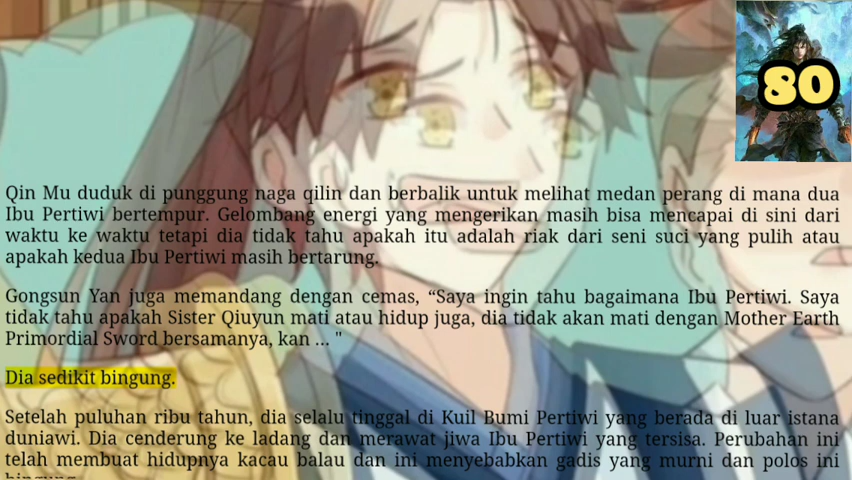 80
Qin Mu duduk di punggung naga qilin dan berbalik untuk melihat medan perang di mana dua
Ibu Pertiwi bertempur. Gelombang energi yang mengerikan masih bisa mencapai di sini dari
waktu ke waktu tetapi dia tidak tahu apakah itu adalah riak dari seni suci yang pulih atau
apakah kedua Ibu Pertiwi masih bertarung.
Gongsun Yan juga memandang dengan cemas, “Saya ingin tahu bagaimana Ibu Pertiwi. Saya
tidak tahu apakah Sister Qiuyun mati atau hidup juga, dia tidak akan mati dengan Mother Earth
Primordial Sword bersamanya, kan ... "
Dia sedikit bingung.
Setelah puluhan ribu tahun, dia selalu tinggal di Kuil Bumi Pertiwi yang berada di luar istana
duniawi. Dia cenderung ke ladang dan merawat jiwa Ibu Pertiwi yang tersisa. Perubahan ini
telah membuat hidupnya kacau balau dan ini menyebabkan gadis yang murni dan polos ini